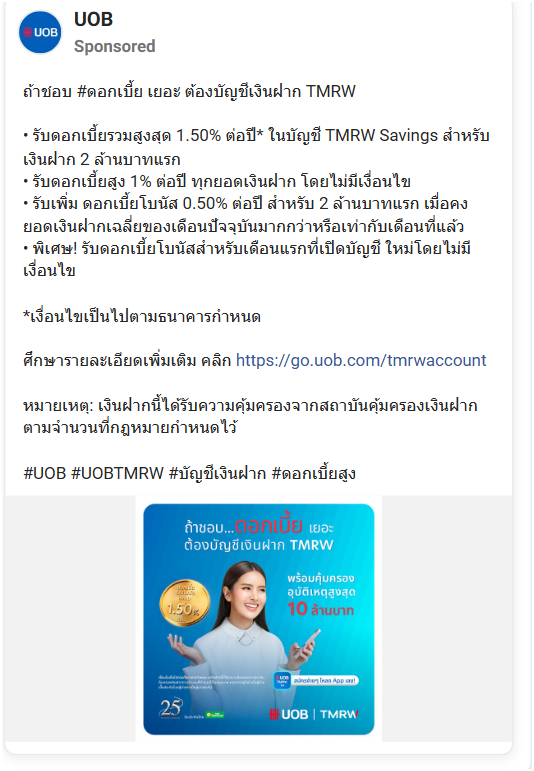 UOB
UOB
Sponsored
ถ้าชอบ #ดอกเบี้ย เยอะ ต้องบัญชีเงินฝาก TMRW
• รับดอกเบี้ยรวมสูงสุด 1.50% ต่อปี* ในบัญชี TMRW Savings สำหรับ
เงินฝาก 2 ล้านบาทแรก
• รับดอกเบี้ยสูง 1% ต่อปี ทุกยอดเงินฝาก โดยไม่มีเงื่อนไข
• รับเพิ่ม ดอกเบี้ยโบนัส 0.50% ต่อปี สำหรับ 2 ล้านบาทแรก เมื่อคง
ยอดเงินฝากเฉลี่ยของเดือนปัจจุบันมากกว่าหรือเท่ากับเดือนที่แล้ว
• พิเศษ! รับดอกเบี้ยโบนัสสำหรับเดือนแรกที่เปิดบัญชี ใหม่โดยไม่มี
เงื่อนไข
*เงื่อนไขเป็นไปตามธนาคารกำหนด
ศึกษารายละเอียดเพิ่มเติม คลิก https://go.uob.com/tmrwaccount
หมายเหตุ: เงินฝากนี้ได้รับความคุ้มครองจากสถาบันคุ้มครองเงินฝาก
ตามจำนวนที่กฎหมายกำหนดไว้
#UOB #UOBTMRW #บัญชีเงินฝาก #ดอกเบี้ยสูง
ถ้าชอบ...ดอกเบี้ย เยอะ
ต้องบัญชีเงินฝาก TMRW
พร้อมคุ้มครอง
อุบัติเหตุสูงสุด
10 ล้านบาท
1.50%
สมัครง่ายๆ โหลด App เลย!
25
UOB | TMRW